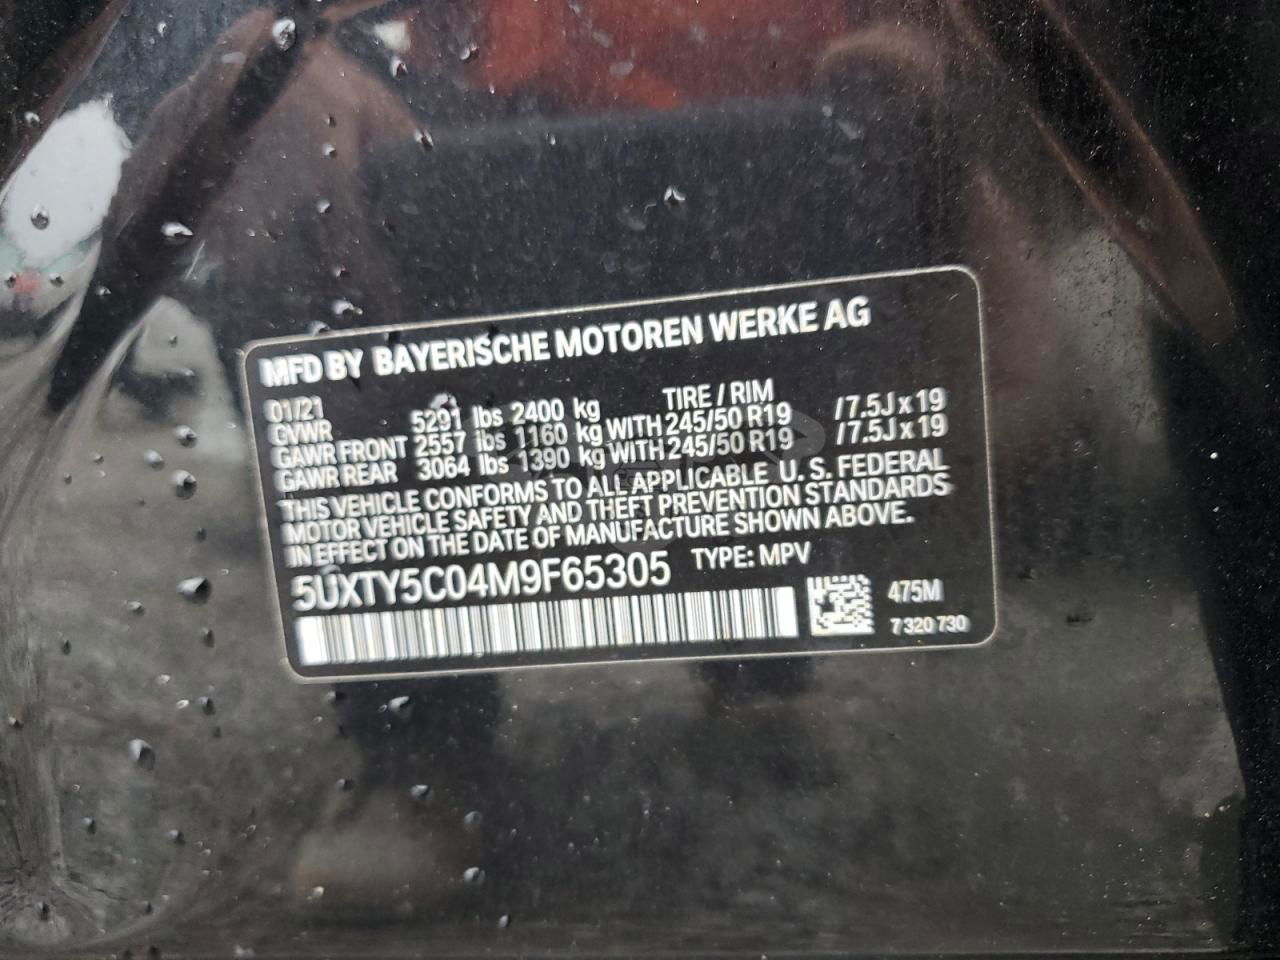 MFD BY BAYERISCHE MOTOREN WERKE AG
01/21 TIRE / RIM
GVWR 5291 lbs 2400 kg
GAWR FRONT 2557 lbs 1160 kg WITH 245/50 R19 /7.5J x 19
GAWR REAR 3064 lbs 1390 kg WITH 245/50 R19 /7.5J x 19
THIS VEHICLE CONFORMS TO ALL APPLICABLE U. S. FEDERAL
MOTOR VEHICLE SAFETY AND THEFT PREVENTION STANDARDS
IN EFFECT ON THE DATE OF MANUFACTURE SHOWN ABOVE.
5UXTY5C04M9F65305 TYPE: MPV
475M
7 320 730